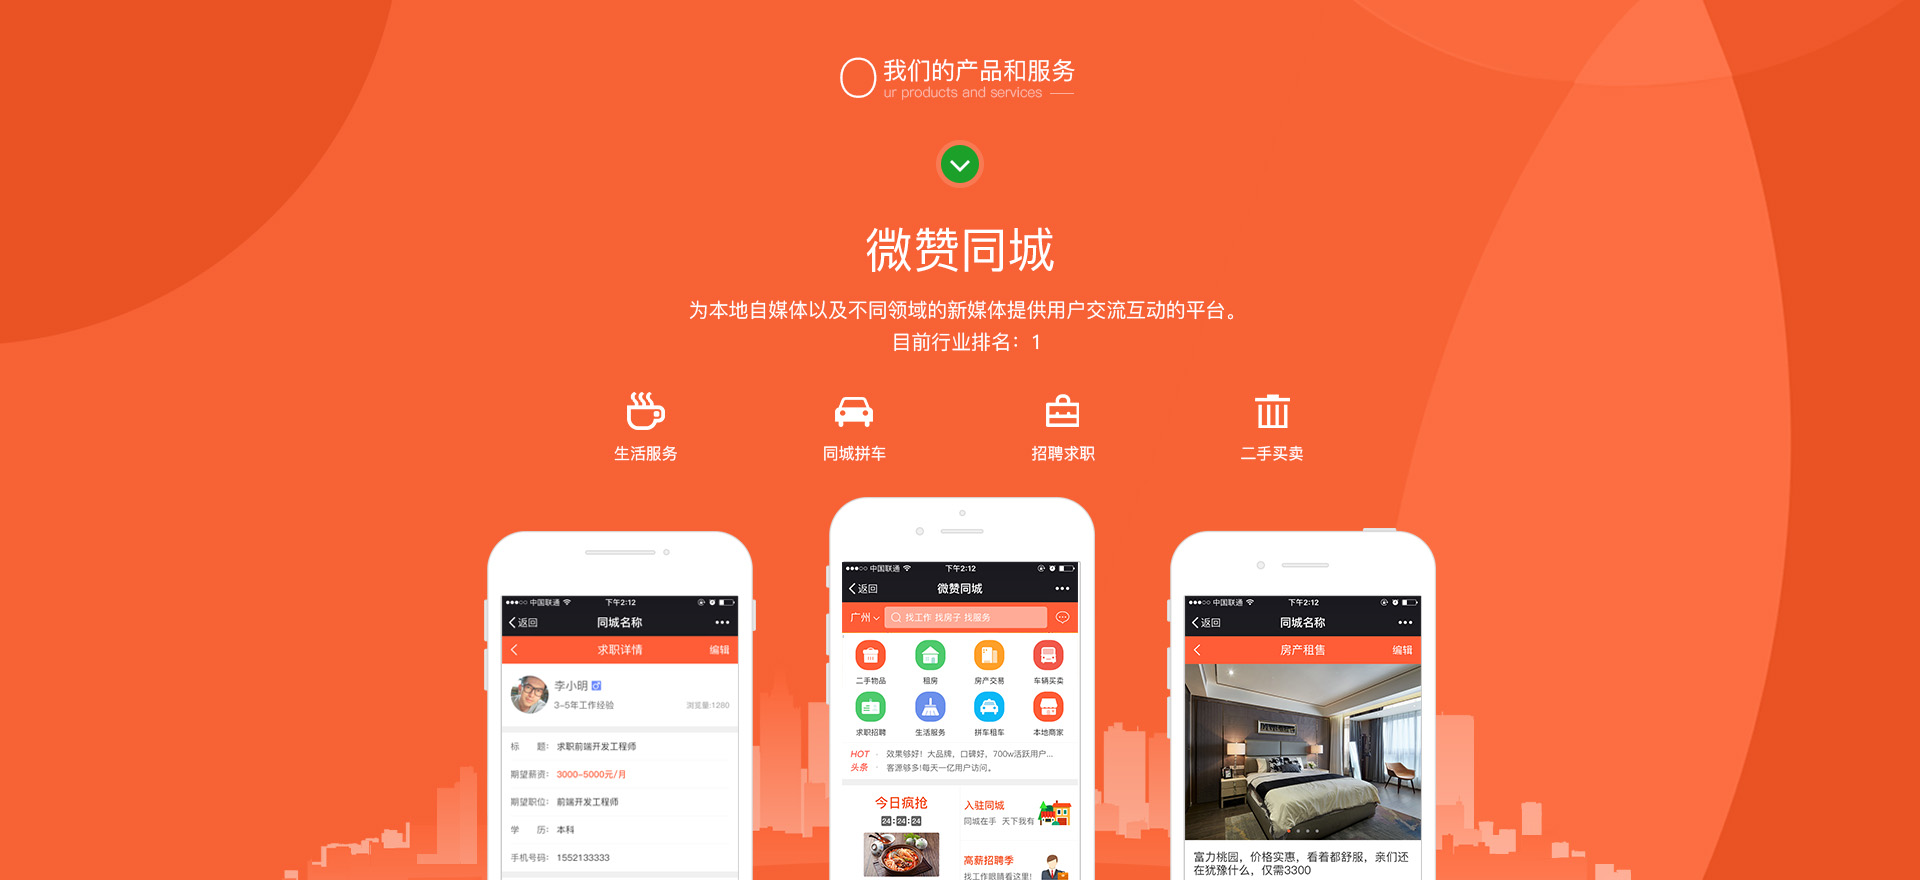 我们的产品和服务
ur products and services
微赞同城
为本地自媒体以及不同领域的新媒体提供用户交流互动的平台。
目前行业排名：1
生活服务
同城拼车
招聘求职
二手买卖
中国联通 下午2:12
返回 同城名称
求职详情 编辑
李小明
3-5年工作经验 浏览量:1280
标 题: 求职前端开发工程师
期望薪资: 3000-5000元/月
期望职位: 前端开发工程师
学 历: 本科
手机号码: 1552133333
中国联通 下午2:12
返回 微赞同城
广州 找工作 找房子 找服务
二手物品 租房 房产交易 车辆买卖
求职招聘 生活服务 拼车租车 本地商家
HOT · 效果够好！大品牌，口碑好，700w活跃用户...
头条 · 客源够多!每天一亿用户访问。
今日疯抢
24:24:24
入驻同城
同城在手 天下我有
高薪招聘季
找工作眼睛看这里!
中国联通 下午2:12
返回 同城名称
房产租售 编辑
富力桃园，价格实惠，看着都舒服，亲们还
在犹豫什么，仅需3300